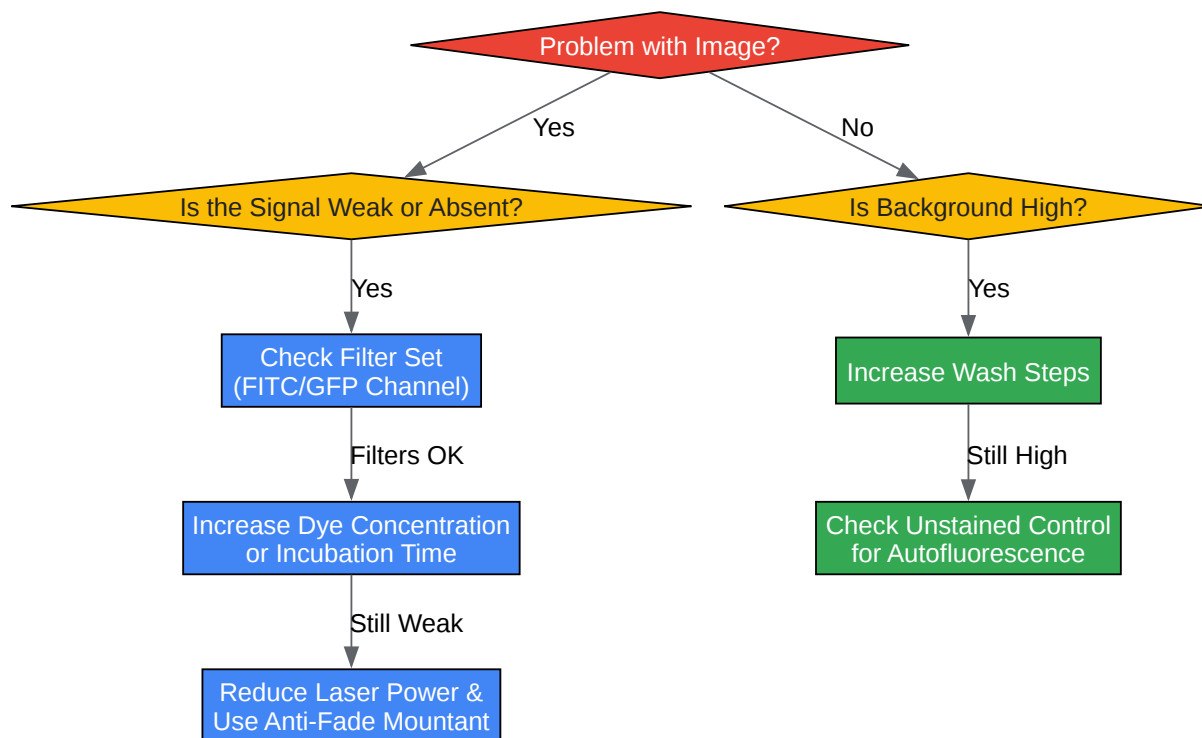 Problem with Image?
Yes
No
Is the Signal Weak or Absent?
Is Background High?
Yes
Yes
Check Filter Set
(FITC/GFP Channel)
Increase Wash Steps
Filters OK
Still High
Increase Dye Concentration
or Incubation Time
Check Unstained Control
for Autofluorescence
Still Weak
Reduce Laser Power &
Use Anti-Fade Mountant